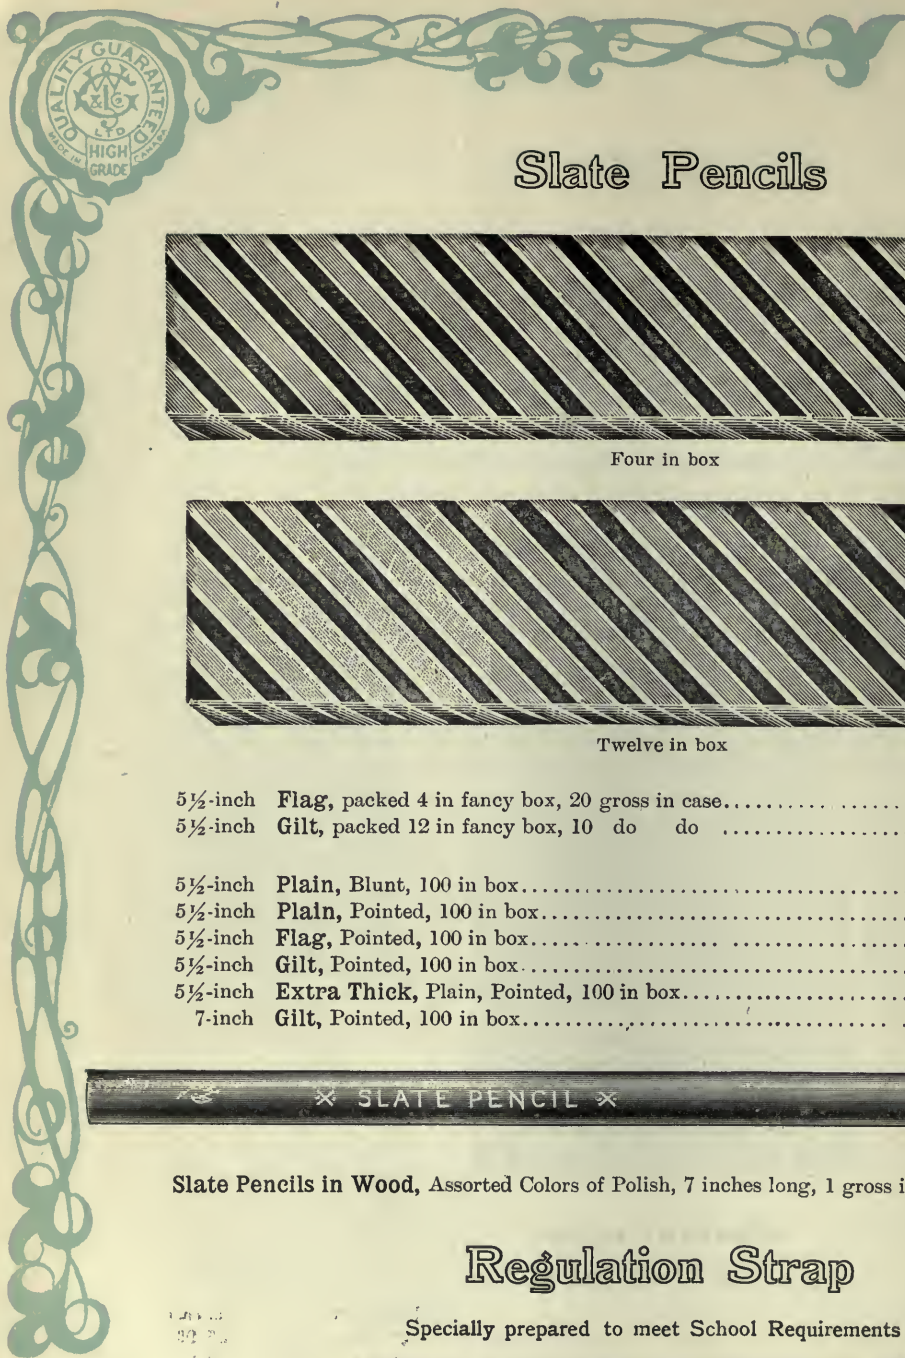 QUALITY GUARANTEED
LTD
HIGH
GRADE
MADE IN CANADA
Slate Pencils
Four in box
Twelve in box
5½-inch Flag, packed 4 in fancy box, 20 gross in case
5½-inch Gilt, packed 12 in fancy box, 10 do do
5½-inch Plain, Blunt, 100 in box
5½-inch Plain, Pointed, 100 in box
5½-inch Flag, Pointed, 100 in box
5½-inch Gilt, Pointed, 100 in box
5½-inch Extra Thick, Plain, Pointed, 100 in box
7-inch Gilt, Pointed, 100 in box
SLATE PENCIL
Slate Pencils in Wood, Assorted Colors of Polish, 7 inches long, 1 gross i
Regulation Strap
Specially prepared to meet School Requirements